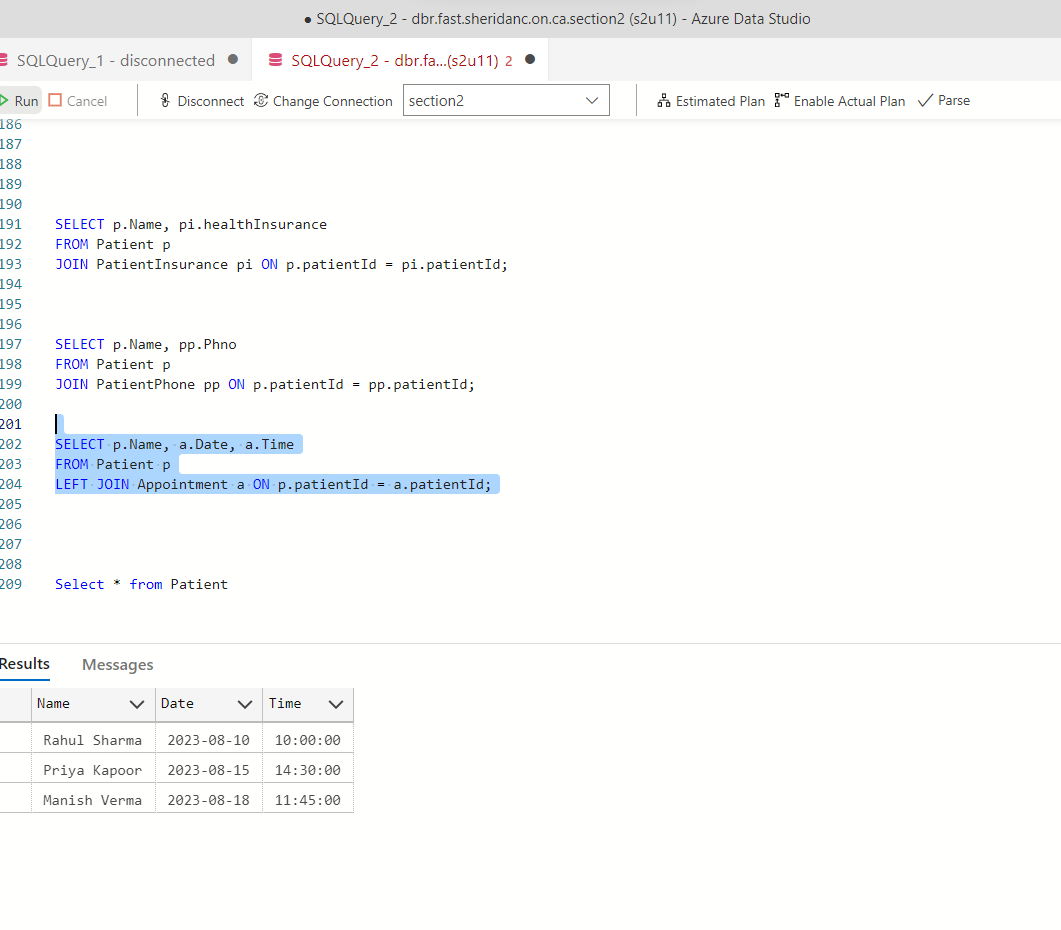 ● SQLQuery_2 - dbr.fast.sheridanc.on.ca.section2 (s2u11) - Azure Data Studio
SQLQuery_1 - disconnected ● SQLQuery_2 - dbr.fa...(s2u11) 2 ●
Run Cancel Disconnect Change Connection section2 Estimated Plan Enable Actual Plan Parse
186
187
188
189
190
191 SELECT p.Name, pi.healthInsurance
192 FROM Patient p
193 JOIN PatientInsurance pi ON p.patientId = pi.patientId;
194
195
196
197 SELECT p.Name, pp.Phno
198 FROM Patient p
199 JOIN PatientPhone pp ON p.patientId = pp.patientId;
200
201
202 SELECT p.Name, a.Date, a.Time
203 FROM Patient p
204 LEFT JOIN Appointment a ON p.patientId = a.patientId;
205
206
207
208
209 Select * from Patient
Results Messages
Name Date Time
Rahul Sharma 2023-08-10 10:00:00
Priya Kapoor 2023-08-15 14:30:00
Manish Verma 2023-08-18 11:45:00